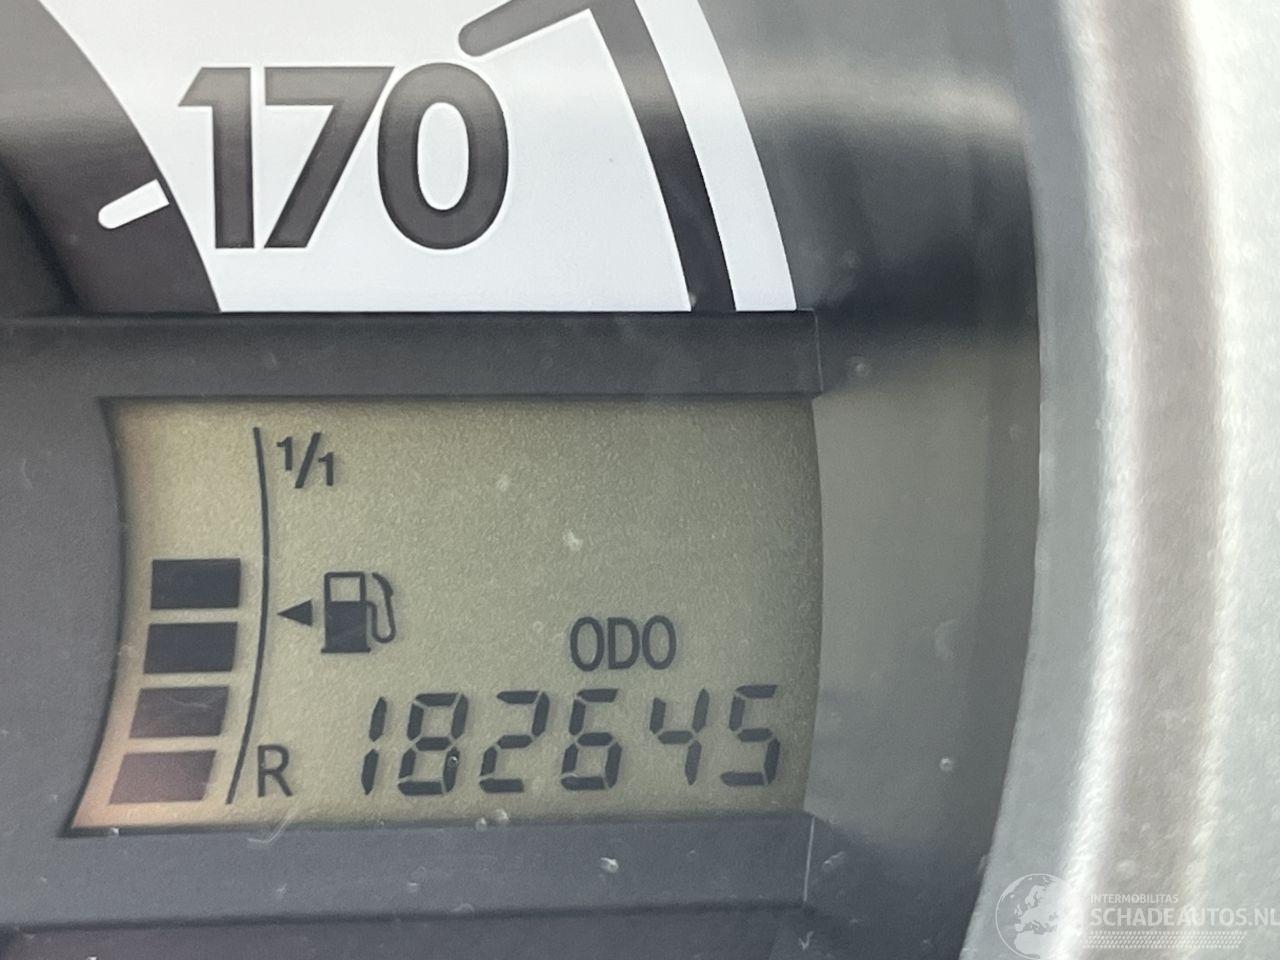 170
1/1
ODO
R 182645
INTERMOBILITAS
SCHADEAUTOS.NL